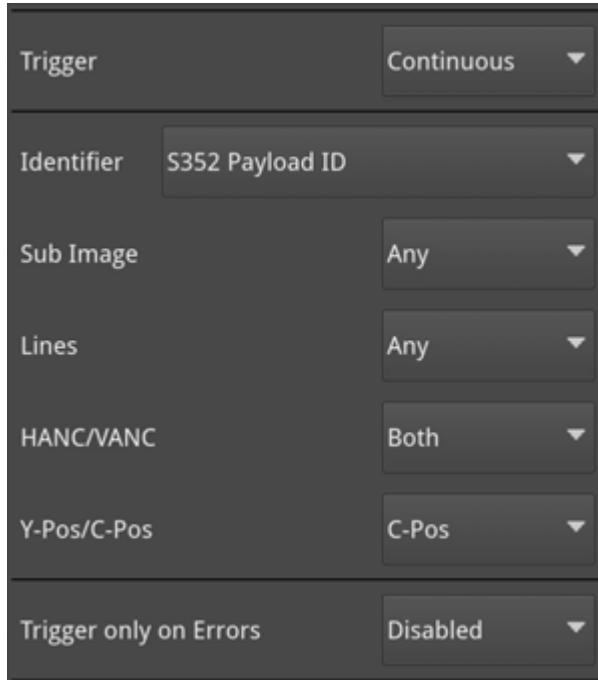 Trigger Continuous
Identifier S352 Payload ID
Sub Image Any
Lines Any
HANC/VANC Both
Y-Pos/C-Pos C-Pos
Trigger only on Errors Disabled